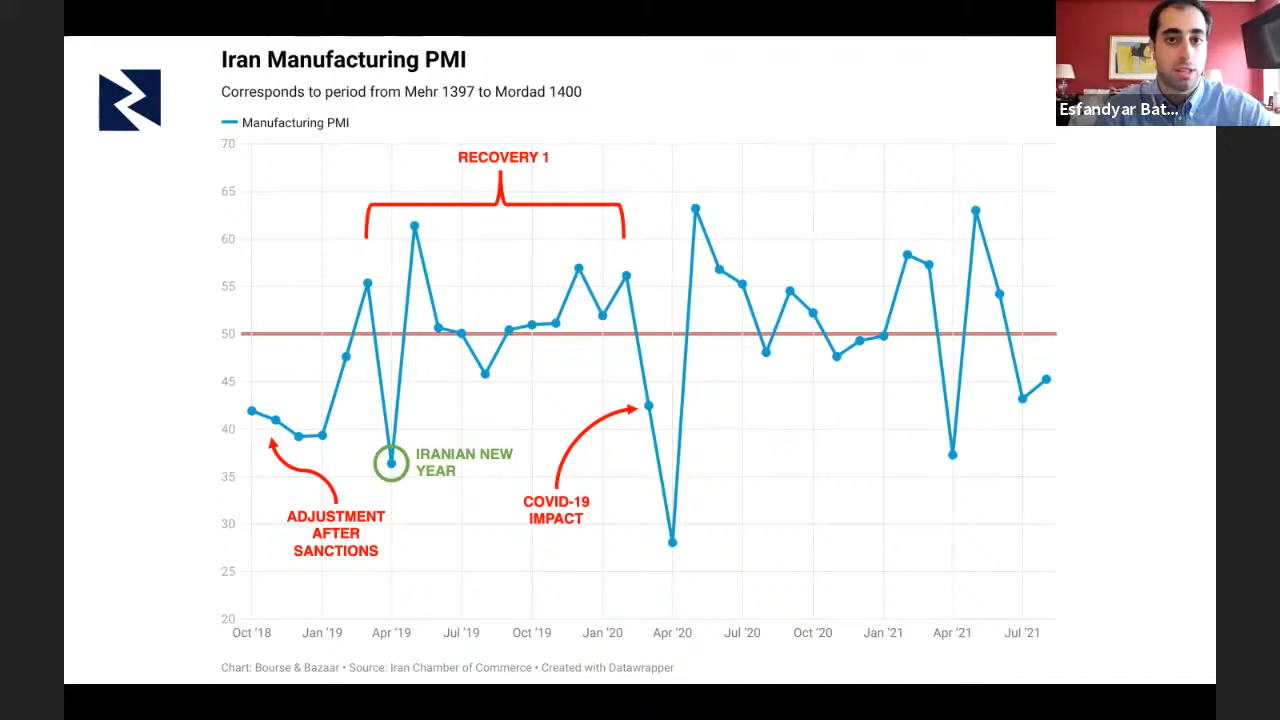 Iran Manufacturing PMI
Corresponds to period from Mehr 1397 to Mordad 1400
Manufacturing PMI
Esfandyar Bat...
70
65
60
55
50
45
40
35
30
25
20
RECOVERY 1
IRANIAN NEW
YEAR
ADJUSTMENT
AFTER
SANCTIONS
COVID-19
IMPACT
Oct '18
Jan '19
Apr '19
Jul '19
Oct '19
Jan '20
Apr '20
Jul '20
Oct '20
Jan '21
Apr '21
Jul '21
Chart: Bourse & Bazaar • Source: Iran Chamber of Commerce • Created with Datawrapper